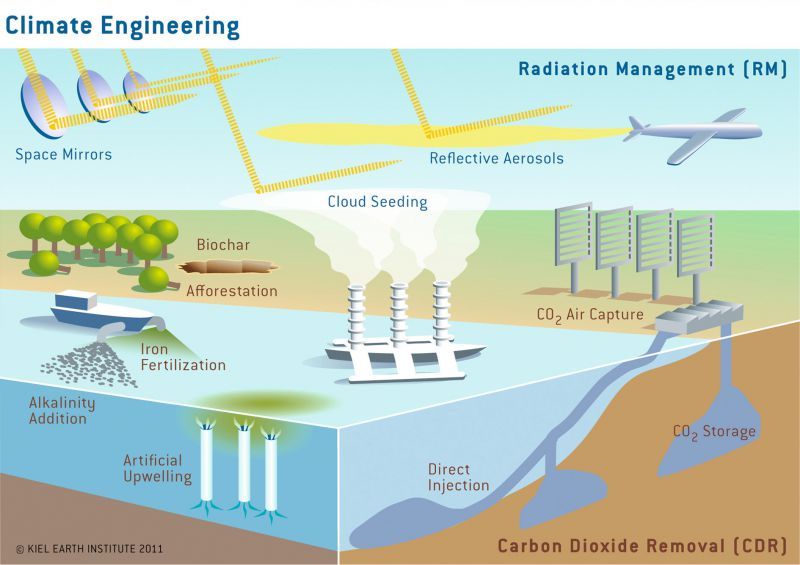 Climate Engineering
Radiation Management (RM)
Space Mirrors
Reflective Aerosols
Cloud Seeding
Biochar
Afforestation
CO₂ Air Capture
Iron
Fertilization
Alkalinity
Addition
CO₂ Storage
Artificial
Upwelling
Direct
Injection
© KIEL EARTH INSTITUTE 2011
Carbon Dioxide Removal (CDR)